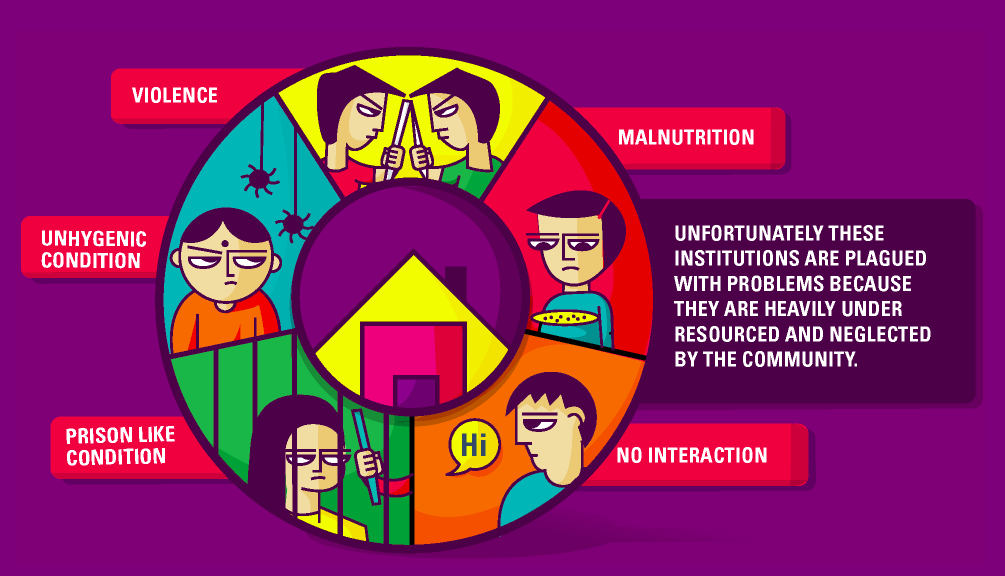 VIOLENCE
MALNUTRITION
UNHYGENIC
CONDITION
UNFORTUNATELY THESE
INSTITUTIONS ARE PLAGUED
WITH PROBLEMS BECAUSE
THEY ARE HEAVILY UNDER
RESOURCED AND NEGLECTED
BY THE COMMUNITY.
PRISON LIKE
CONDITION
Hi
NO INTERACTION